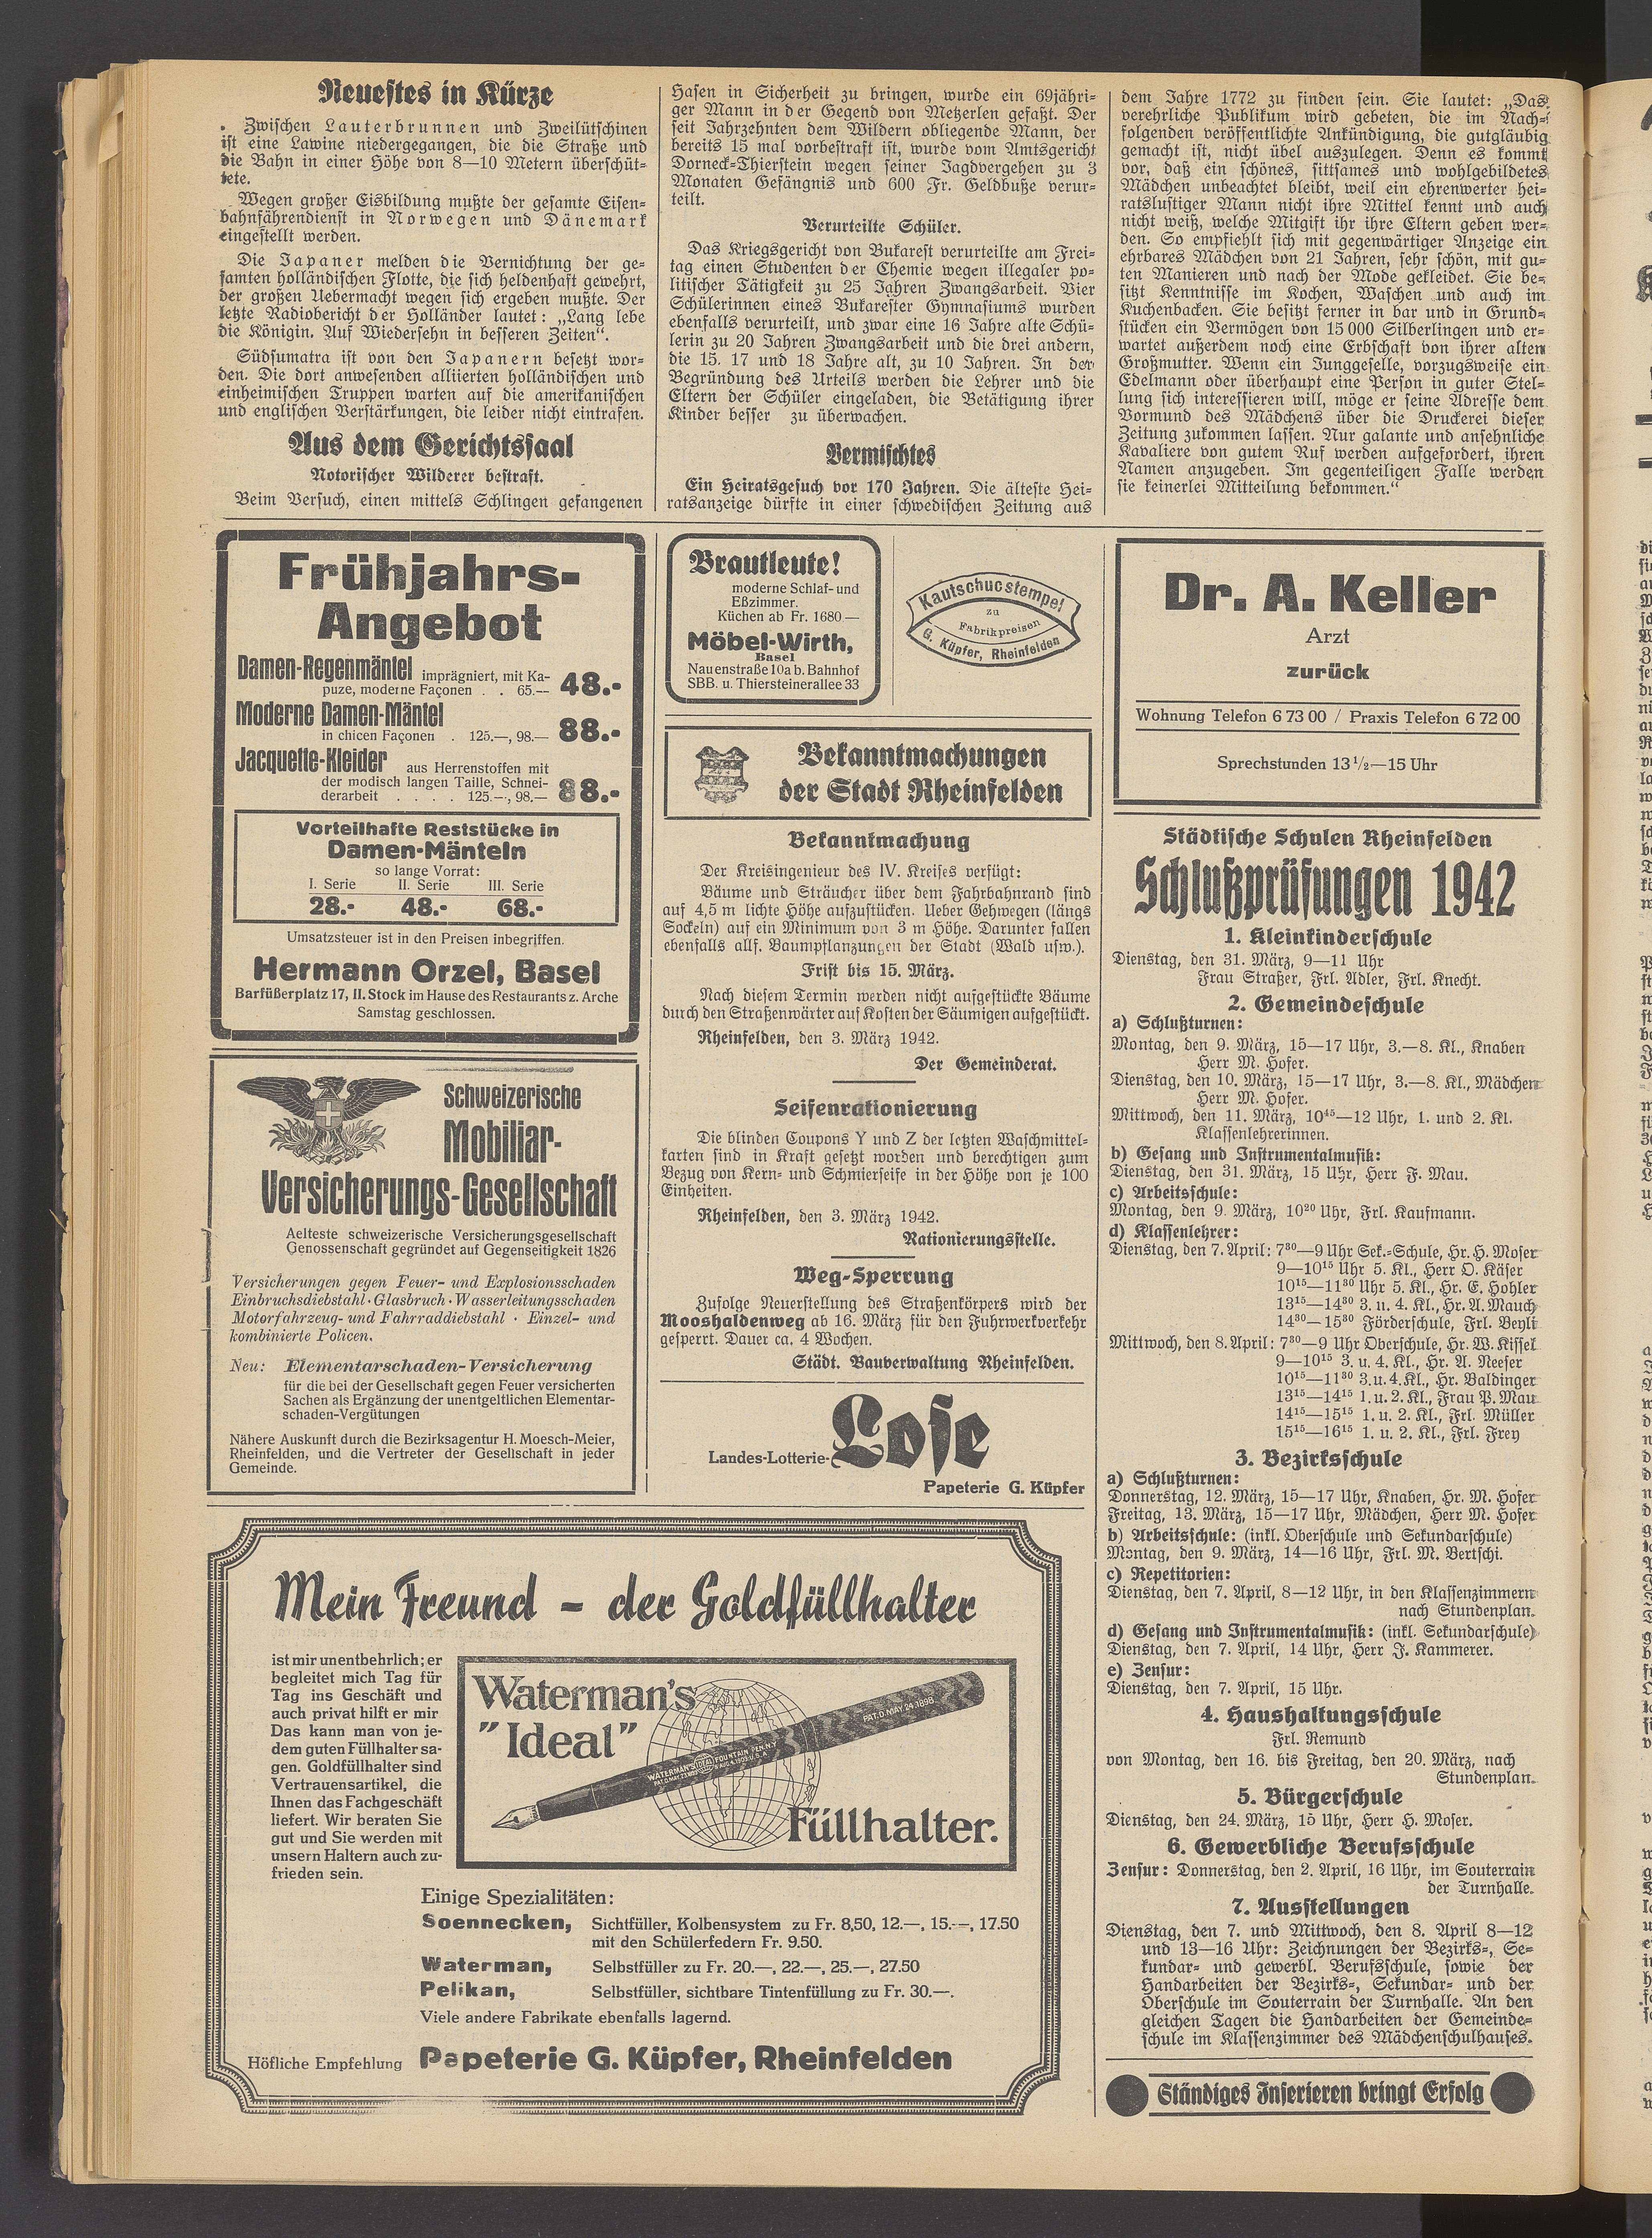 Neuestes in Kürze
Zwischen Lauterbrunnen und Zweilütschinen
ist eine Lawine niedergegangen, die die Straße und
die Bahn in einer Höhe von 8—10 Metern überschüt-
tete.
Wegen großer Eisbildung mußte der gesamte Eisen-
bahnfährendienst in Norwegen und Dänemark
eingestellt werden.
Die Japaner melden die Vernichtung der ge-
samten holländischen Flotte, die sich heldenhaft gewehrt,
der großen Uebermacht wegen sich ergeben mußte. Der
letzte Radiobericht der Holländer lautet: „Lang lebe
die Königin. Auf Wiedersehn in besseren Zeiten“.
Südsumatra ist von den Japanern besetzt wor-
den. Die dort anwesenden alliierten holländischen und
einheimischen Truppen warten auf die amerikanischen
und englischen Verstärkungen, die leider nicht eintrafen.
Aus dem Gerichtssaal
Notorischer Wilderer bestraft.
Beim Versuch, einen mittels Schlingen gefangenen
Hasen in Sicherheit zu bringen, wurde ein 69jähri-
ger Mann in der Gegend von Metzerlen gefaßt. Der
seit Jahrzehnten dem Wildern obliegende Mann, der
bereits 15 mal vorbestraft ist, wurde vom Amtsgericht
Dorneck-Thierstein wegen seiner Jagdvergehen zu 3
Monaten Gefängnis und 600 Fr. Geldbuße verur-
teilt.
Verurteilte Schüler.
Das Kriegsgericht von Bukarest verurteilte am Frei-
tag einen Studenten der Chemie wegen illegaler po-
litischer Tätigkeit zu 25 Jahren Zwangsarbeit. Vier
Schülerinnen eines Bukarester Gymnasiums wurden
ebenfalls verurteilt, und zwar eine 16 Jahre alte Schü-
lerin zu 20 Jahren Zwangsarbeit und die drei andern,
die 15. 17 und 18 Jahre alt, zu 10 Jahren. In der
Begründung des Urteils werden die Lehrer und die
Eltern der Schüler eingeladen, die Betätigung ihrer
Kinder besser zu überwachen.
Vermischtes
Ein Heiratsgesuch vor 170 Jahren. Die älteste Hei-
ratsanzeige dürfte in einer schwedischen Zeitung aus
dem Jahre 1772 zu finden sein. Sie lautet: „Das
verehrliche Publikum wird gebeten, die im Nach-
folgenden veröffentlichte Ankündigung, die gutgläubig
gemacht ist, nicht übel auszulegen. Denn es kommt
vor, daß ein schönes, sittsames und wohlgebildetes
Mädchen unbeachtet bleibt, weil ein ehrenwerter hei-
ratslustiger Mann nicht ihre Mittel kennt und auch
nicht weiß, welche Mitgift ihr ihre Eltern geben wer-
den. So empfiehlt sich mit gegenwärtiger Anzeige ein
ehrbares Mädchen von 21 Jahren, sehr schön, mit gu-
ten Manieren und nach der Mode gekleidet. Sie be-
sitzt Kenntnisse im Kochen, Waschen und auch im
Kuchenbacken. Sie besitzt ferner in bar und in Grund-
stücken ein Vermögen von 15 000 Silberlingen und er-
wartet außerdem noch eine Erbschaft von ihrer alten
Großmutter. Wenn ein Junggeselle, vorzugsweise ein
Edelmann oder überhaupt eine Person in guter Stel-
lung sich interessieren will, möge er seine Adresse dem
Vormund des Mädchens über die Druckerei dieser
Zeitung zukommen lassen. Nur galante und ansehnliche
Kavaliere von gutem Ruf werden aufgefordert, ihren
Namen anzugeben. Im gegenteiligen Falle werden
sie keinerlei Mitteilung bekommen.“
Frühjahrs-
Angebot
Damen-Regenmäntel imprägniert, mit Ka-
puze, moderne Façonen . . 65.— 48.-
Moderne Damen-Mäntel
in chicen Façonen . 125.—, 98.— 88.-
Jacquette-Kleider aus Herrenstoffen mit
der modisch langen Taille, Schnei-
derarbeit . . . . 125.—, 98.— 88.-
Vorteilhafte Reststücke in
Damen-Mänteln
so lange Vorrat:
I. Serie II. Serie III. Serie
28.- 48.- 68.-
Umsatzsteuer ist in den Preisen inbegriffen.
Hermann Orzel, Basel
Barfüßerplatz 17, II. Stock im Hause des Restaurants z. Arche
Samstag geschlossen.
Schweizerische
Mobiliar-
Versicherungs-Gesellschaft
Aelteste schweizerische Versicherungsgesellschaft
Genossenschaft gegründet auf Gegenseitigkeit 1826
Versicherungen gegen Feuer- und Explosionsschaden
Einbruchsdiebstahl · Glasbruch · Wasserleitungsschaden
Motorfahrzeug- und Fahrraddiebstahl · Einzel- und
kombinierte Policen.
Neu: Elementarschaden-Versicherung
für die bei der Gesellschaft gegen Feuer versicherten
Sachen als Ergänzung der unentgeltlichen Elementar-
schaden-Vergütungen
Nähere Auskunft durch die Bezirksagentur H. Moesch-Meier,
Rheinfelden, und die Vertreter der Gesellschaft in jeder
Gemeinde.
Brautleute!
moderne Schlaf- und
Eßzimmer.
Küchen ab Fr. 1680—
Möbel-Wirth,
Basel
Nauenstraße 10a b. Bahnhof
SBB. u. Thiersteinerallee 33
Kautschucstempel
zu
Fabrikpreisen
G. Küpfer, Rheinfelden
Bekanntmachungen
der Stadt Rheinfelden
Bekanntmachung
Der Kreisingenieur des IV. Kreises verfügt:
Bäume und Sträucher über dem Fahrbahnrand sind
auf 4,5 m lichte Höhe aufzustücken. Ueber Gehwegen (längs
Sockeln) auf ein Minimum von 3 m Höhe. Darunter fallen
ebenfalls allf. Baumpflanzungen der Stadt (Wald usw.).
Frist bis 15. März.
Nach diesem Termin werden nicht aufgestückte Bäume
durch den Straßenwärter auf Kosten der Säumigen aufgestückt.
Rheinfelden, den 3. März 1942.
Der Gemeinderat.
Seifenrationierung
Die blinden Coupons Y und Z der letzten Waschmittel-
karten sind in Kraft gesetzt worden und berechtigen zum
Bezug von Kern- und Schmierseife in der Höhe von je 100
Einheiten.
Rheinfelden, den 3. März 1942.
Rationierungsstelle.
Weg-Sperrung
Zufolge Neuerstellung des Straßenkörpers wird der
Mooshaldenweg ab 16. März für den Fuhrwerkverkehr
gesperrt. Dauer ca. 4 Wochen.
Städt. Bauverwaltung Rheinfelden.
Landes-Lotterie-Lose
Papeterie G. Küpfer
Dr. A. Keller
Arzt
zurück
Wohnung Telefon 6 73 00 / Praxis Telefon 6 72 00
Sprechstunden 13 1/2—15 Uhr
Städtische Schulen Rheinfelden
Schlußprüfungen 1942
1. Kleinkinderschule
Dienstag, den 31. März, 9—11 Uhr
Frau Straßer, Frl. Adler, Frl. Knecht.
2. Gemeindeschule
a) Schlußturnen:
Montag, den 9. März, 15—17 Uhr, 3.—8. Kl., Knaben
Herr M. Hofer.
Dienstag, den 10. März, 15—17 Uhr, 3.—8. Kl., Mädchen
Herr M. Hofer.
Mittwoch, den 11. März, 10⁴⁵—12 Uhr, 1. und 2. Kl.
Klassenlehrerinnen.
b) Gesang und Instrumentalmusik:
Dienstag, den 31. März, 15 Uhr, Herr F. Mau.
c) Arbeitsschule:
Montag, den 9. März, 10²⁰ Uhr, Frl. Kaufmann.
d) Klassenlehrer:
Dienstag, den 7. April: 7³⁰—9 Uhr Sek.-Schule, Hr. H. Moser
9—10¹⁵ Uhr 5. Kl., Herr O. Käser
10¹⁵—11³⁰ Uhr 5. Kl., Hr. E. Hohler
13¹⁵—14³⁰ 3. u. 4. Kl., Hr. A. Mauch
14³⁰—15³⁰ Förderschule, Frl. Beyli
Mittwoch, den 8. April: 7³⁰—9 Uhr Oberschule, Hr. W. Kissel
9—10¹⁵ 3. u. 4. Kl., Hr. A. Neeser
10¹⁵—11³⁰ 3. u. 4. Kl., Hr. Baldinger
13¹⁵—14¹⁵ 1. u. 2. Kl., Frau P. Mau
14¹⁵—15¹⁵ 1. u. 2. Kl., Frl. Müller
15¹⁵—16¹⁵ 1. u. 2. Kl., Frl. Frey
3. Bezirksschule
a) Schlußturnen:
Donnerstag, 12. März, 15—17 Uhr, Knaben, Hr. M. Hofer
Freitag, 13. März, 15—17 Uhr, Mädchen, Herr M. Hofer
b) Arbeitsschule: (inkl. Oberschule und Sekundarschule)
Montag, den 9. März, 14—16 Uhr, Frl. M. Bertschi.
c) Repetitorien:
Dienstag, den 7. April, 8—12 Uhr, in den Klassenzimmern
nach Stundenplan.
d) Gesang und Instrumentalmusik: (inkl. Sekundarschule)
Dienstag, den 7. April, 14 Uhr, Herr J. Kammerer.
e) Zensur:
Dienstag, den 7. April, 15 Uhr.
4. Haushaltungsschule
Frl. Remund
von Montag, den 16. bis Freitag, den 20. März, nach
Stundenplan.
5. Bürgerschule
Dienstag, den 24. März, 15 Uhr, Herr H. Moser.
6. Gewerbliche Berufsschule
Zensur: Donnerstag, den 2. April, 16 Uhr, im Souterrain
der Turnhalle.
7. Ausstellungen
Dienstag, den 7. und Mittwoch, den 8. April 8—12
und 13—16 Uhr: Zeichnungen der Bezirks-, Se-
kundar- und gewerbl. Berufsschule, sowie der
Handarbeiten der Bezirks-, Sekundar- und der
Oberschule im Souterrain der Turnhalle. An den
gleichen Tagen die Handarbeiten der Gemeinde-
schule im Klassenzimmer des Mädchenschulhauses.
Ständiges Inserieren bringt Erfolg
Mein Freund - der Goldfüllhalter
ist mir unentbehrlich; er
begleitet mich Tag für
Tag ins Geschäft und
auch privat hilft er mir
Das kann man von je-
dem guten Füllhalter sa-
gen. Goldfüllhalter sind
Vertrauensartikel, die
Ihnen das Fachgeschäft
liefert. Wir beraten Sie
gut und Sie werden mit
unsern Haltern auch zu-
frieden sein.
Waterman's
"Ideal"
PAT. D. MAY 24. 1898
WATERMAN'S IDEAL FOUNTAIN PEN. N.Y.
Füllhalter.
Einige Spezialitäten:
Soennecken, Sichtfüller, Kolbensystem zu Fr. 8,50, 12.—, 15.—, 17.50
mit den Schülerfedern Fr. 9.50.
Waterman, Selbstfüller zu Fr. 20.—, 22.—, 25.—, 27.50
Pelikan, Selbstfüller, sichtbare Tintenfüllung zu Fr. 30.—.
Viele andere Fabrikate ebenfalls lagernd.
Höfliche Empfehlung Papeterie G. Küpfer, Rheinfelden